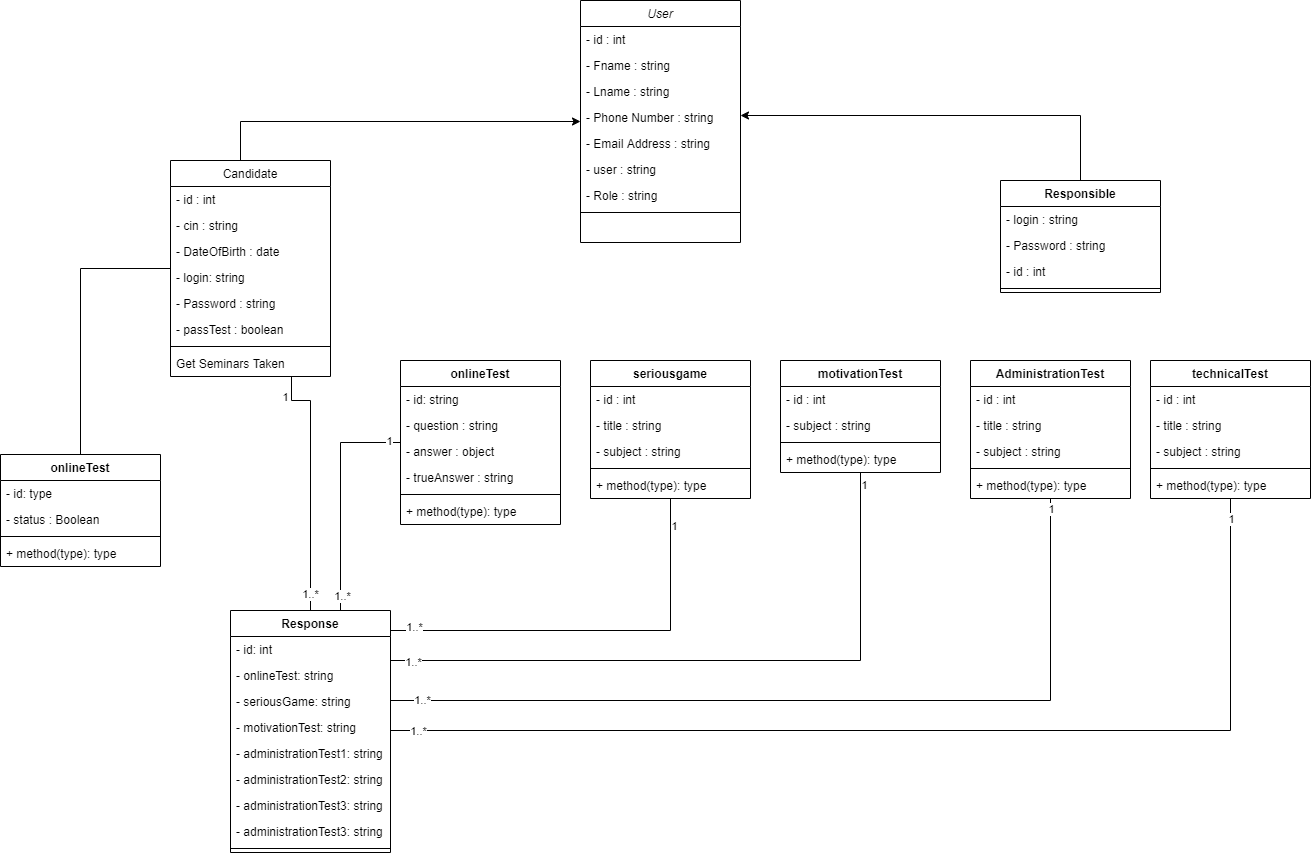 User
- id : int
- Fname : string
- Lname : string
- Phone Number : string
- Email Address : string
- user : string
- Role : string
Candidate
- id : int
- cin : string
- DateOfBirth : date
- login: string
- Password : string
- passTest : boolean
Get Seminars Taken
Responsible
- login : string
- Password : string
- id : int
onlineTest
- id: type
- status : Boolean
+ method(type): type
onlineTest
- id: string
- question : string
- answer : object
- trueAnswer : string
+ method(type): type
seriousgame
- id : int
- title : string
- subject : string
+ method(type): type
motivationTest
- id : int
- subject : string
+ method(type): type
AdministrationTest
- id : int
- title : string
- subject : string
+ method(type): type
technicalTest
- id : int
- title : string
- subject : string
+ method(type): type
1
1
1
1
1
1
1..*
1..*
1..*
1..*
1..*
1..*
Response
- id: int
- onlineTest: string
- seriousGame: string
- motivationTest: string
- administrationTest1: string
- administrationTest2: string
- administrationTest3: string
- administrationTest3: string